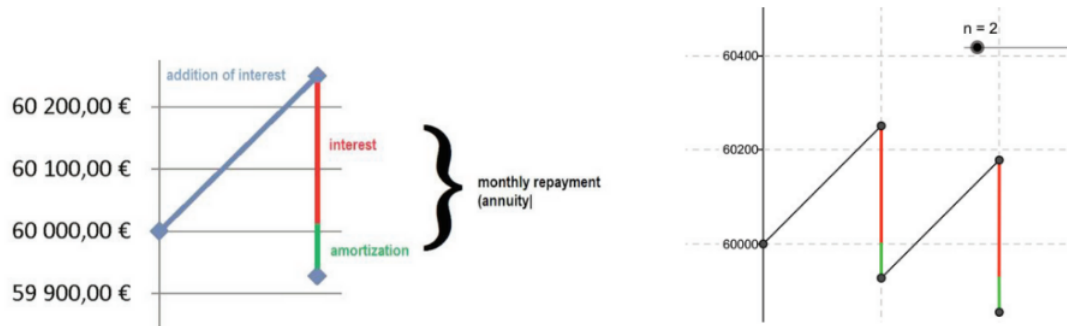 addition of interest
60 200,00 €
interest
60 100,00 €
monthly repayment
(annuity|
60 000,00 €
amortization
59 900,00 €
n = 2
60400
60200
60000